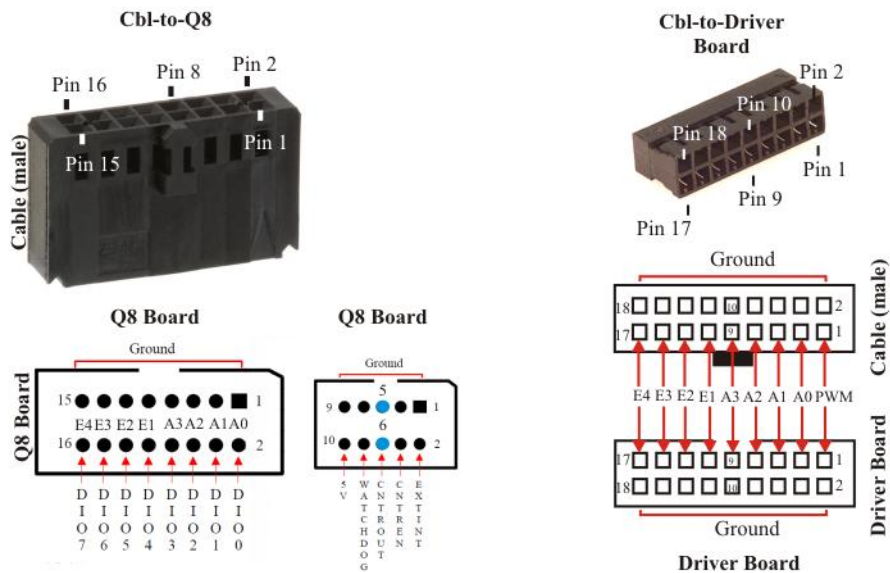 Cbl-to-Q8
Pin 16
Pin 8
Pin 2
Pin 15
Pin 1
Cable (male)
Cbl-to-Driver
Board
Pin 2
Pin 10
Pin 18
Pin 1
Pin 9
Pin 17
Q8 Board
Ground
15 1
E4 E3 E2 E1 A3 A2 A1 A0
16 2
DIO7 DIO6 DIO5 DIO4 DIO3 DIO2 DIO1 DIO0
Q8 Board
Q8 Board
Ground
5
9 1
6
10 2
5V WATCHDOG CNTROUT CNTREN EXTINT
Ground
18 10 2
17 9 1
Cable (male)
E4 E3 E2 E1 A3 A2 A1 A0 PWM
17 9 1
18 10 2
Ground
Driver Board
Driver Board